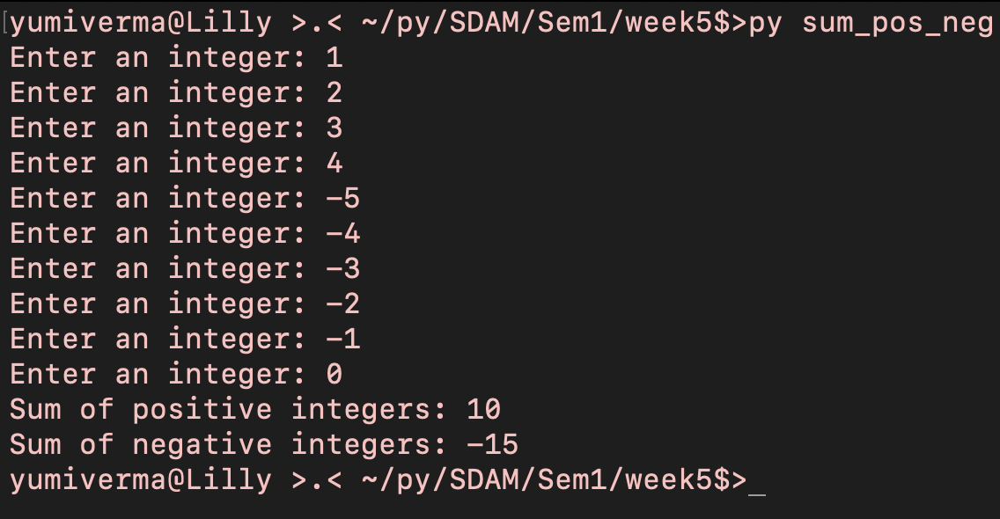 [yumiverma@Lilly >.< ~/py/SDAM/Sem1/week5$>py sum_pos_neg
Enter an integer: 1
Enter an integer: 2
Enter an integer: 3
Enter an integer: 4
Enter an integer: -5
Enter an integer: -4
Enter an integer: -3
Enter an integer: -2
Enter an integer: -1
Enter an integer: 0
Sum of positive integers: 10
Sum of negative integers: -15
yumiverma@Lilly >.< ~/py/SDAM/Sem1/week5$>_